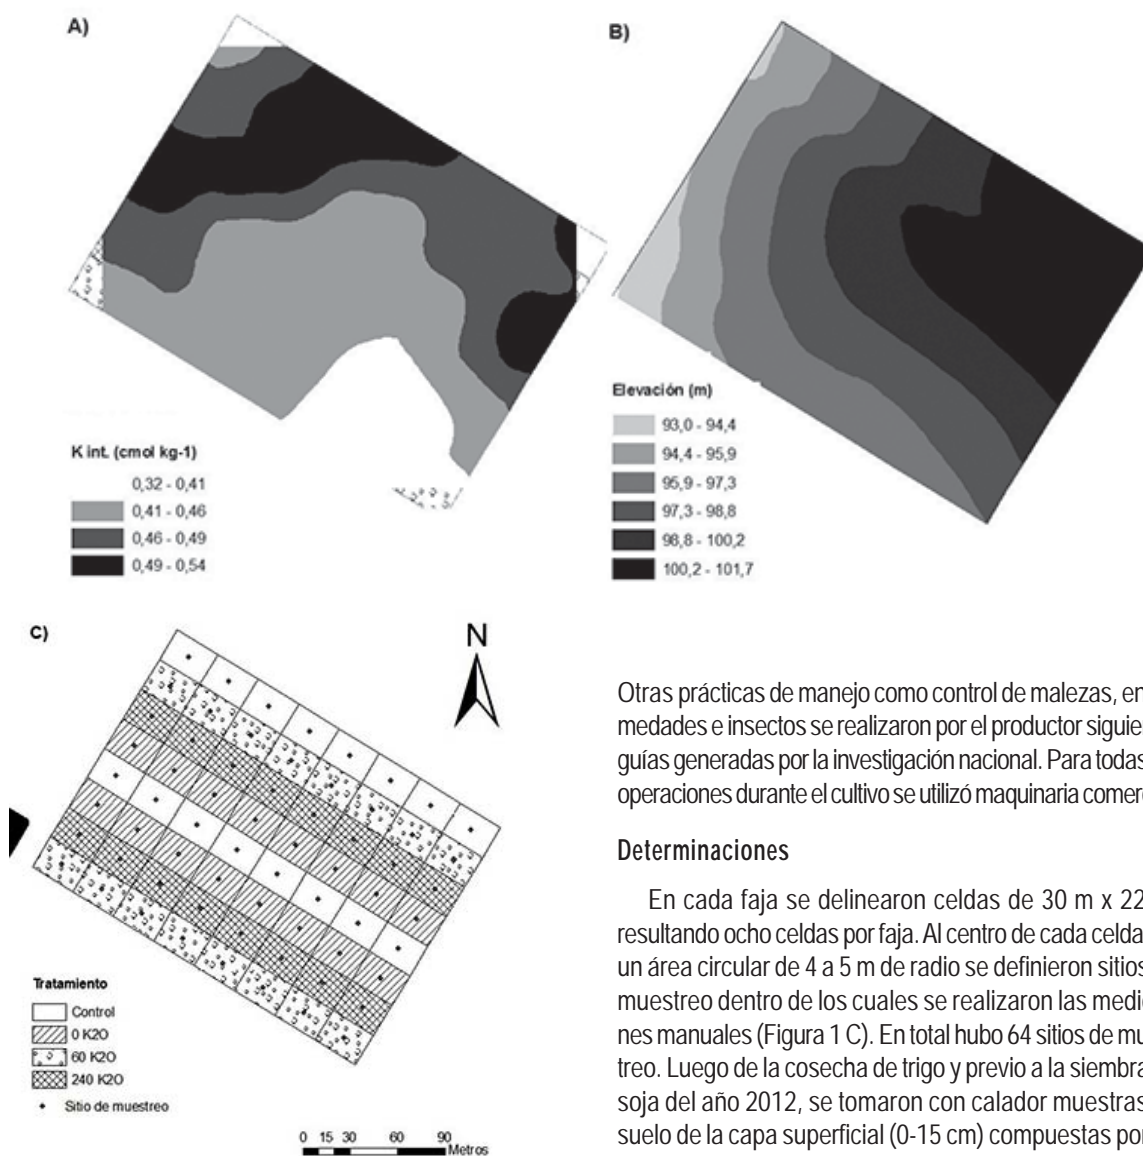 A)
K int. (cmol kg-1)
0,32 - 0,41
0,41 - 0,46
0,46 - 0,49
0,49 - 0,54
B)
Elevación (m)
93,0 - 94,4
94,4 - 95,9
95,9 - 97,3
97,3 - 98,8
98,8 - 100,2
100,2 - 101,7
C)
N
Tratamiento
Control
0 K2O
60 K2O
240 K2O
Sitio de muestreo
0 15 30 60 90
Metros
Otras prácticas de manejo como control de malezas, en
medades e insectos se realizaron por el productor siguie
guías generadas por la investigación nacional. Para todas
operaciones durante el cultivo se utilizó maquinaria comer
Determinaciones
En cada faja se delinearon celdas de 30 m x 22
resultando ocho celdas por faja. Al centro de cada celda
un área circular de 4 a 5 m de radio se definieron sitios
muestreo dentro de los cuales se realizaron las medi
nes manuales (Figura 1 C). En total hubo 64 sitios de mu
treo. Luego de la cosecha de trigo y previo a la siembra
soja del año 2012, se tomaron con calador muestras
suelo de la capa superficial (0-15 cm) compuestas por